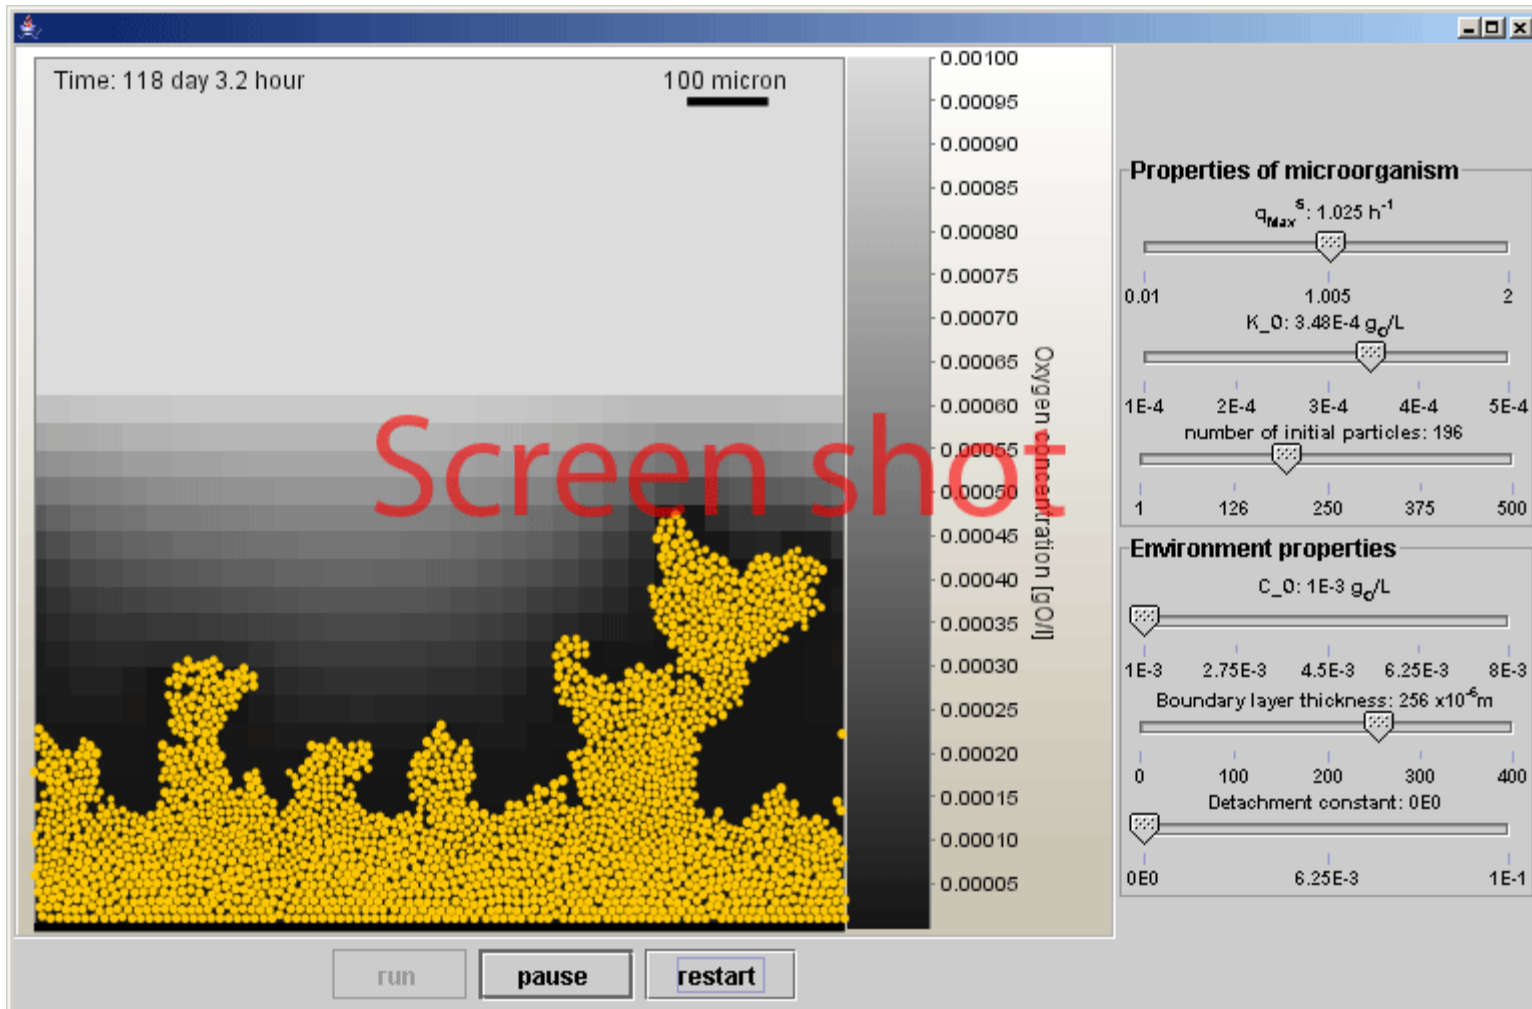 Time: 118 day 3.2 hour
100 micron
Screen shot
0.00100
0.00095
0.00090
0.00085
0.00080
0.00075
0.00070
0.00065
0.00060
0.00055
0.00050
0.00045
0.00040
0.00035
0.00030
0.00025
0.00020
0.00015
0.00010
0.00005
Oxygen concentration [gO/l]
Properties of microorganism
qMax^S: 1.025 h^-1
0.01 1.005 2
K_O: 3.48E-4 gO/L
1E-4 2E-4 3E-4 4E-4 5E-4
number of initial particles: 196
1 126 250 375 500
Environment properties
C_O: 1E-3 gO/L
1E-3 2.75E-3 4.5E-3 6.25E-3 8E-3
Boundary layer thickness: 256 x10^-6m
0 100 200 300 400
Detachment constant: 0E0
0E0 6.25E-3 1E-1
run pause restart